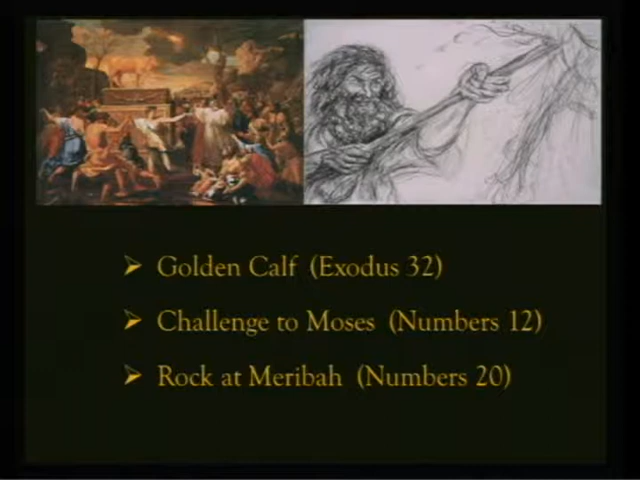 Golden Calf (Exodus 32)
Challenge to Moses (Numbers 12)
Rock at Meribah (Numbers 20)